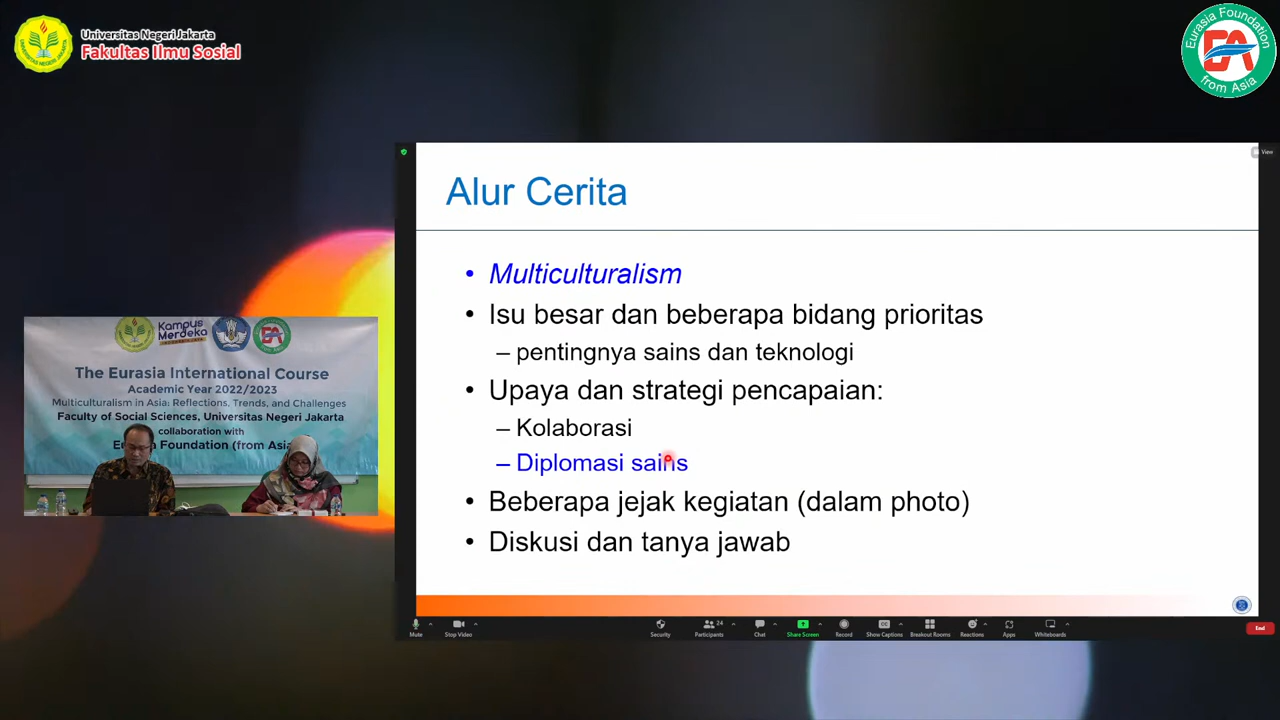 Universitas Negeri Jakarta
Fakultas Ilmu Sosial
Eurasia Foundation
EA
from Asia
View
Alur Cerita
• Multiculturalism
• Isu besar dan beberapa bidang prioritas
– pentingnya sains dan teknologi
• Upaya dan strategi pencapaian:
– Kolaborasi
– Diplomasi sains
• Beberapa jejak kegiatan (dalam photo)
• Diskusi dan tanya jawab
Kampus
Merdeka
The Eurasia International Course
Academic Year 2022/2023
Multiculturalism in Asia: Reflections, Trends, and Challenges
Faculty of Social Sciences, Universitas Negeri Jakarta
collaboration with
Foundation (from Asia
Mute
Stop Video
Security
Participants
24
Chat
Share Screen
Record
Show Captions
CC
Breakout Rooms
Reactions
Apps
Whiteboards
End